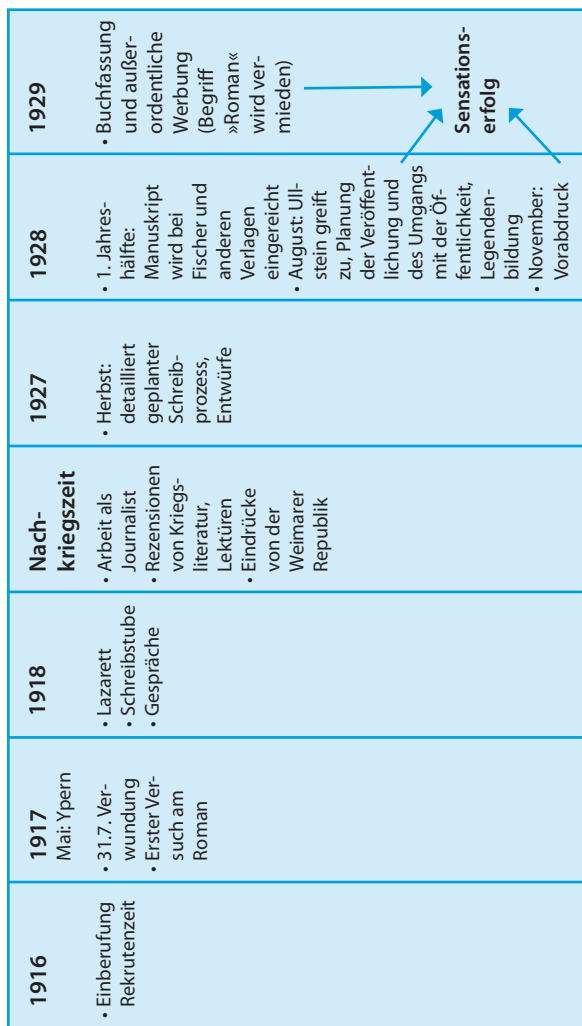 1916
• Einberufung
Rekrutenzeit
1917
Mai: Ypern
• 31.7. Ver-
wundung
• Erster Ver-
such am
Roman
1918
• Lazarett
• Schreibstube
• Gespräche
Nach-
kriegszeit
• Arbeit als
Journalist
• Rezensionen
von Kriegs-
literatur,
Lektüren
• Eindrücke
von der
Weimarer
Republik
1927
• Herbst:
detailliert
geplanter
Schreib-
prozess,
Entwürfe
1928
• 1. Jahres-
hälfte:
Manuskript
wird bei
Fischer und
anderen
Verlagen
eingereicht
• August: Ull-
stein greift
zu, Planung
der Veröffent-
lichung und
des Umgangs
mit der Öf-
fentlichkeit,
Legenden-
bildung
• November:
Vorabdruck
1929
• Buchfassung
und außer-
ordentliche
Werbung
(Begriff
»Roman«
wird ver-
mieden)
Sensations-
erfolg